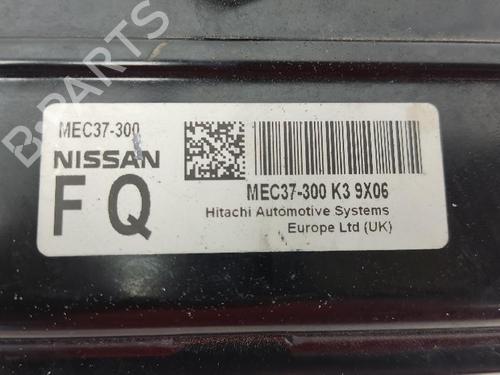 B-PARTS
MEC37-300
NISSAN
FQ
MEC37-300 K3 9X06
Hitachi Automotive Systems
Europe Ltd (UK)